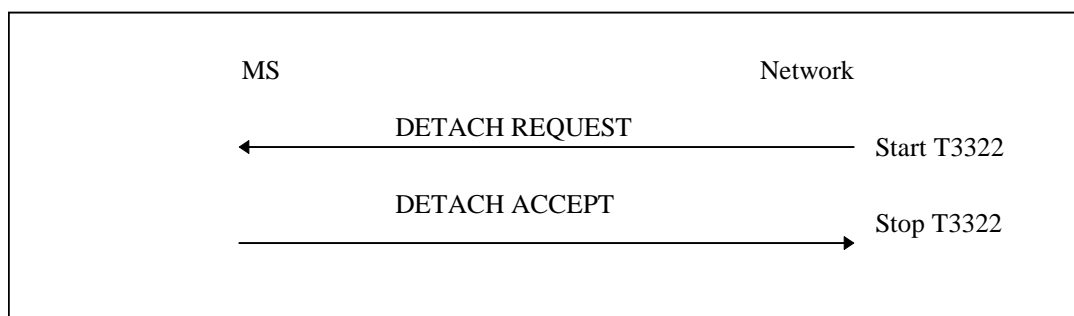 MS
Network
DETACH REQUEST
Start T3322
DETACH ACCEPT
Stop T3322